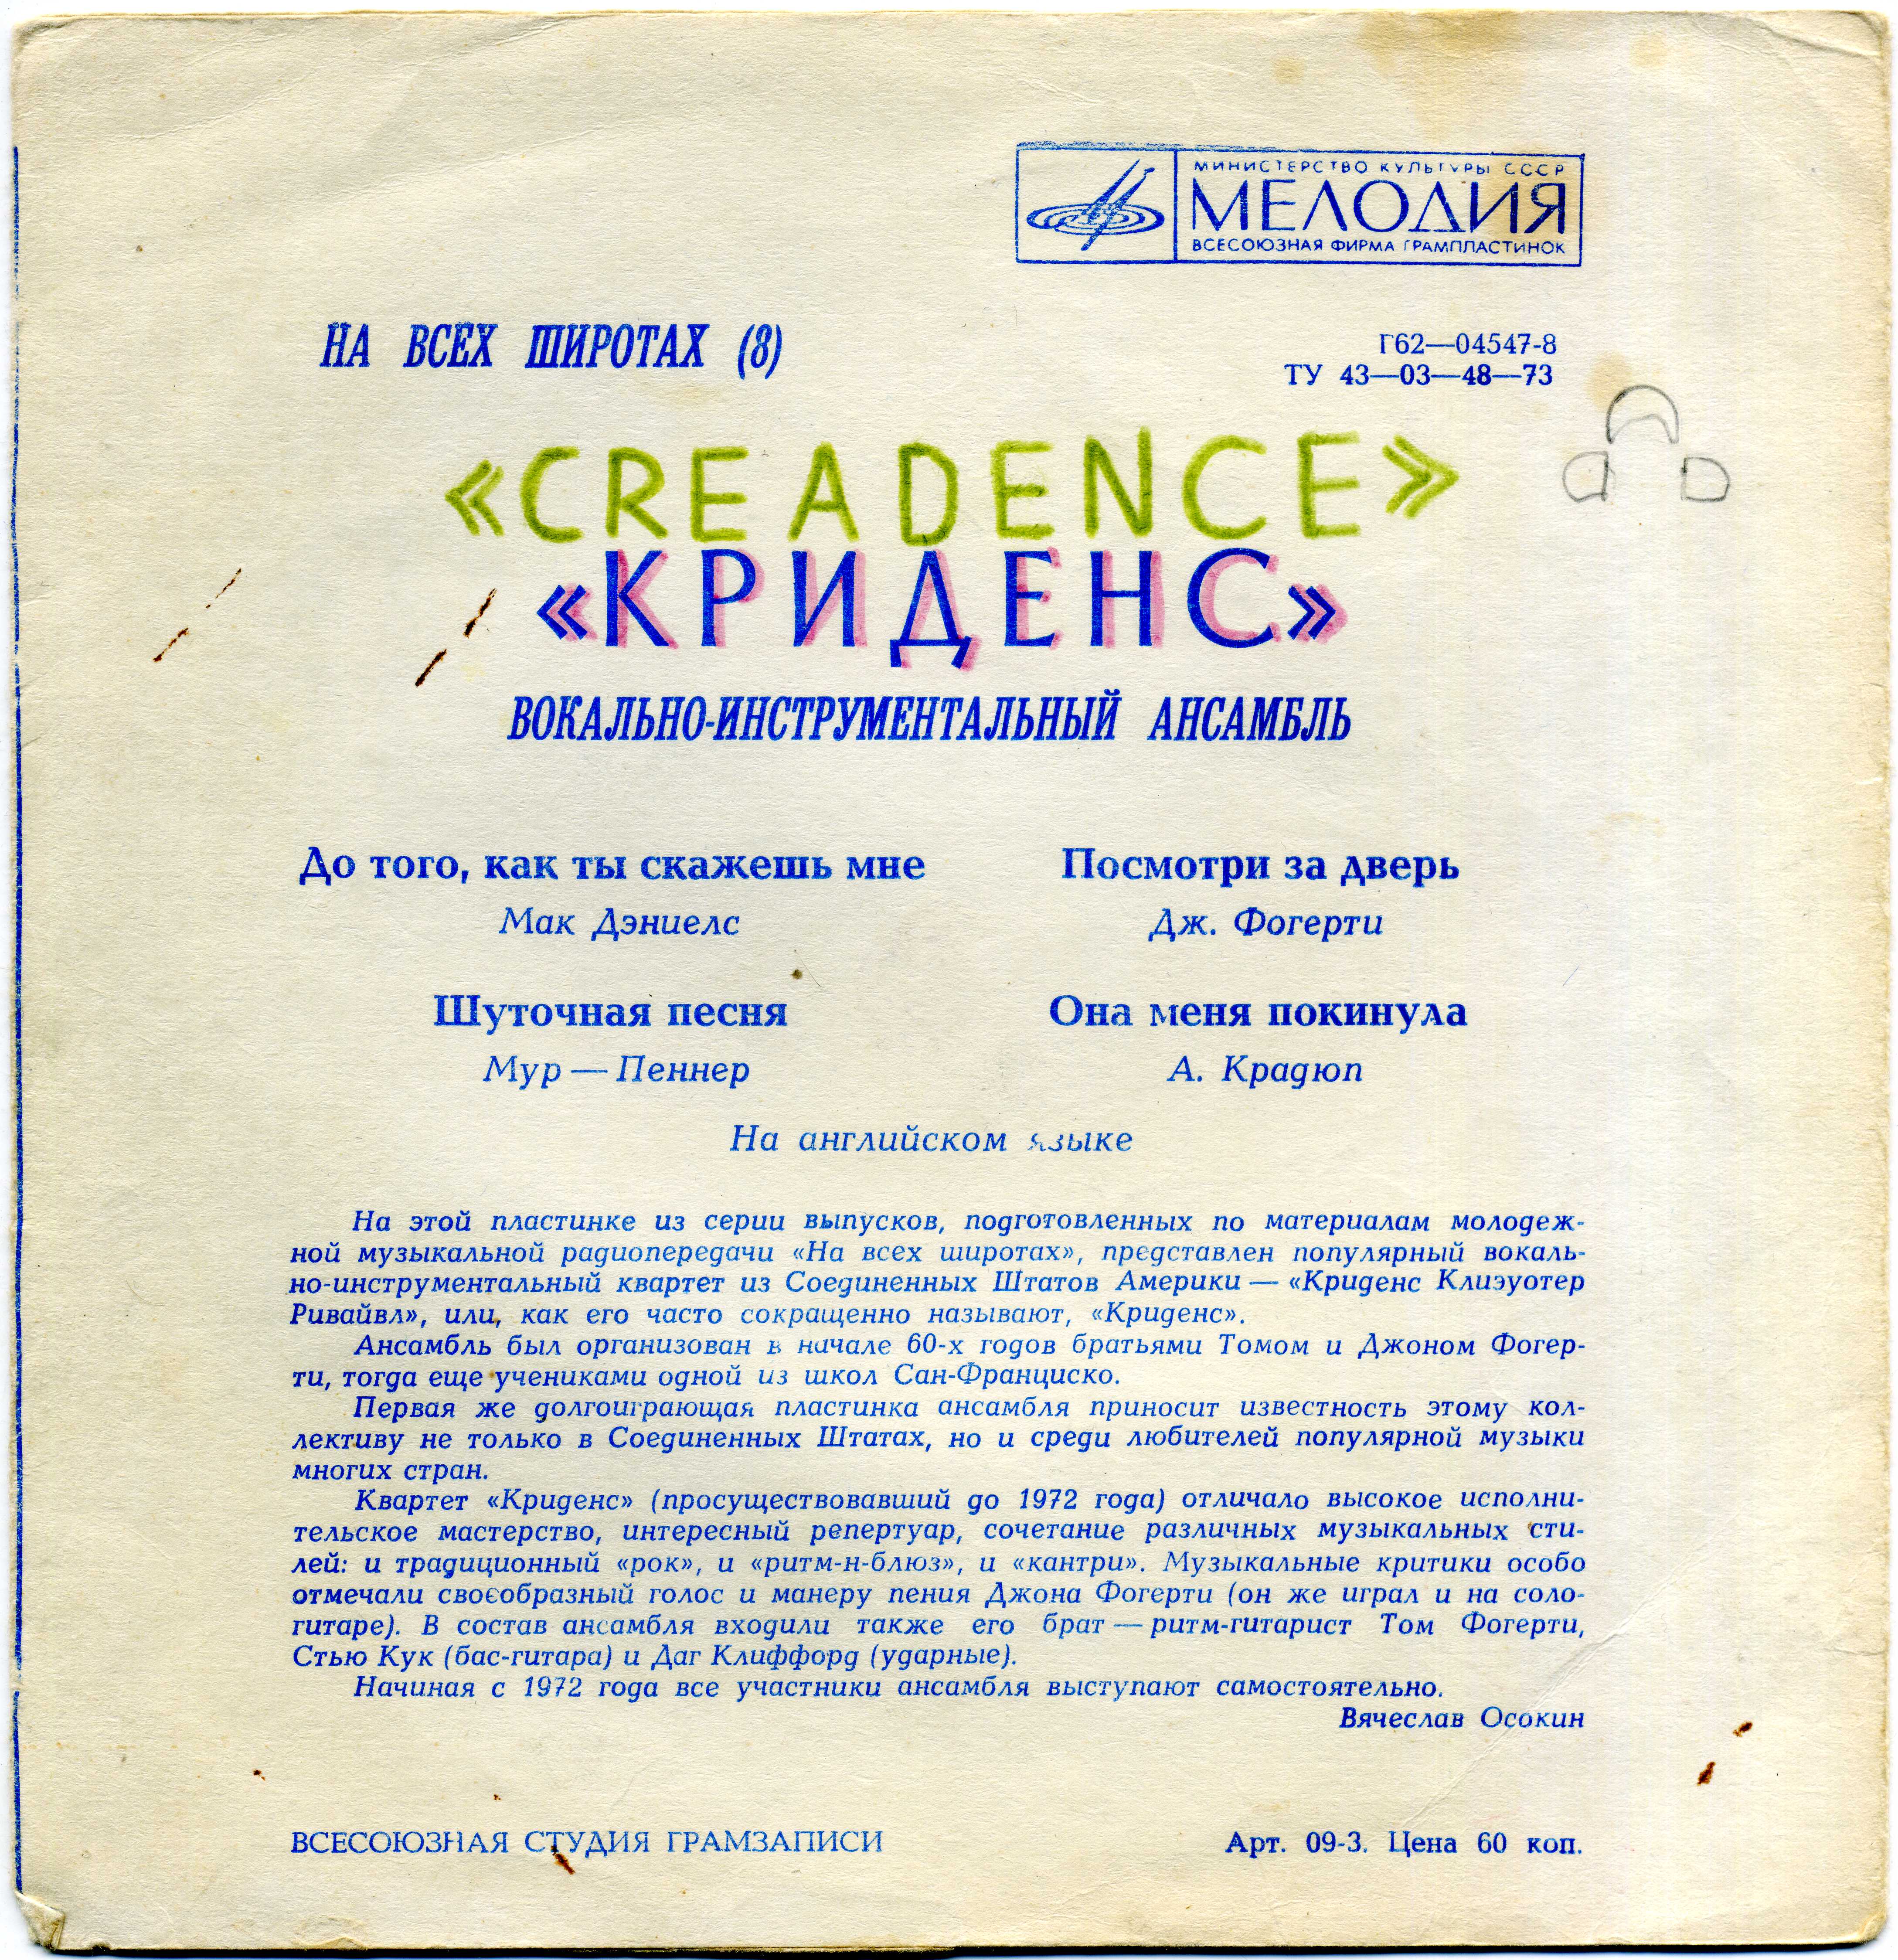 МИНИСТЕРСТВО КУЛЬТУРЫ СССР
МЕЛОДИЯ
ВСЕСОЮЗНАЯ ФИРМА ГРАМПЛАСТИНОК
НА ВСЕХ ШИРОТАХ (8)
Г62—04547-8
ТУ 43—03—48—73
«CREADENCE»
«КРИДЕНС»
ВОКАЛЬНО-ИНСТРУМЕНТАЛЬНЫЙ АНСАМБЛЬ
До того, как ты скажешь мне
Мак Дэниелс
Шуточная песня
Мур — Пеннер
Посмотри за дверь
Дж. Фогерти
Она меня покинула
А. Крадюп
На английском языке
На этой пластинке из серии выпусков, подготовленных по материалам молодеж-
ной музыкальной радиопередачи «На всех широтах», представлен популярный вокаль-
но-инструментальный квартет из Соединенных Штатов Америки — «Криденс Клиэуотер
Ривайвл», или, как его часто сокращенно называют, «Криденс».
Ансамбль был организован в начале 60-х годов братьями Томом и Джоном Фогер-
ти, тогда еще учениками одной из школ Сан-Франциско.
Первая же долгоиграющая пластинка ансамбля приносит известность этому кол-
лективу не только в Соединенных Штатах, но и среди любителей популярной музыки
многих стран.
Квартет «Криденс» (просуществовавший до 1972 года) отличало высокое исполни-
тельское мастерство, интересный репертуар, сочетание различных музыкальных сти-
лей: и традиционный «рок», и «ритм-н-блюз», и «кантри». Музыкальные критики особо
отмечали своеобразный голос и манеру пения Джона Фогерти (он же играл и на соло-
гитаре). В состав ансамбля входили также его брат — ритм-гитарист Том Фогерти,
Стью Кук (бас-гитара) и Даг Клиффорд (ударные).
Начиная с 1972 года все участники ансамбля выступают самостоятельно.
Вячеслав Осокин
ВСЕСОЮЗНАЯ СТУДИЯ ГРАМЗАПИСИ
Арт. 09-3. Цена 60 коп.